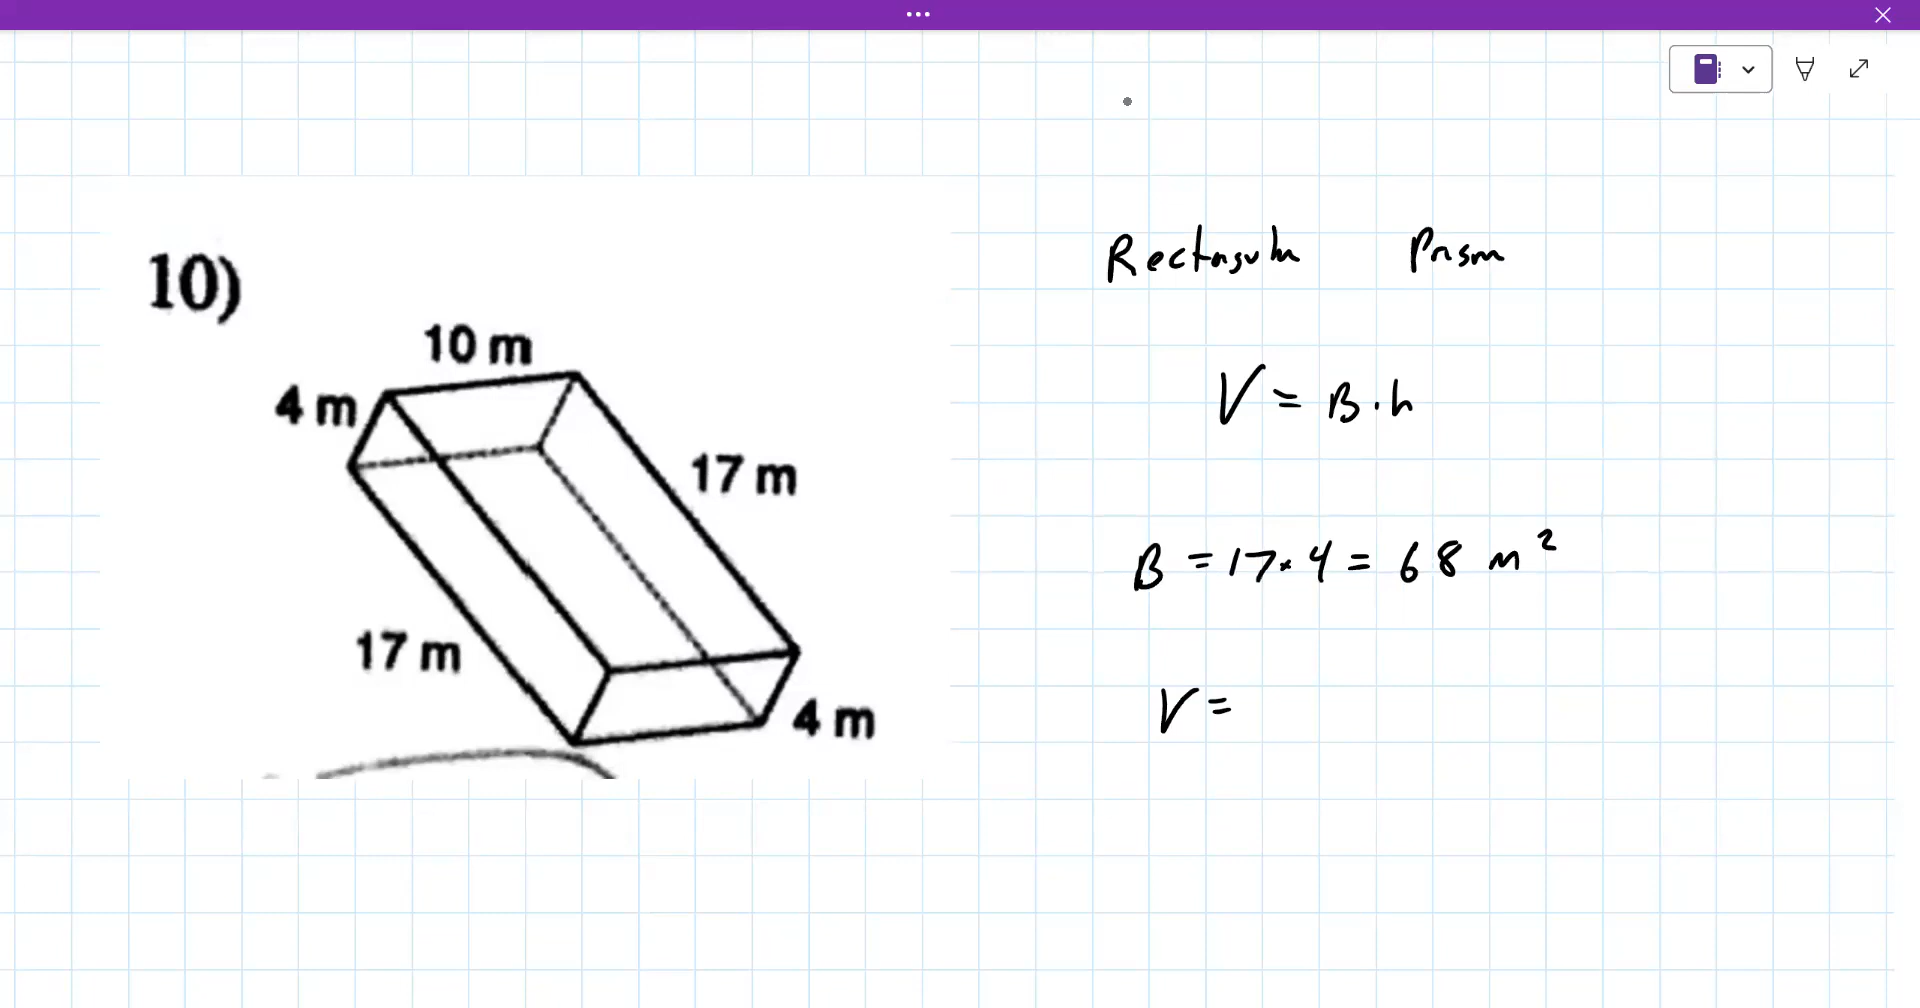 10)
10 m
4 m
17 m
17 m
4 m
Rectangular Prism
V = B · h
B = 17 · 4 = 68 m²
V =